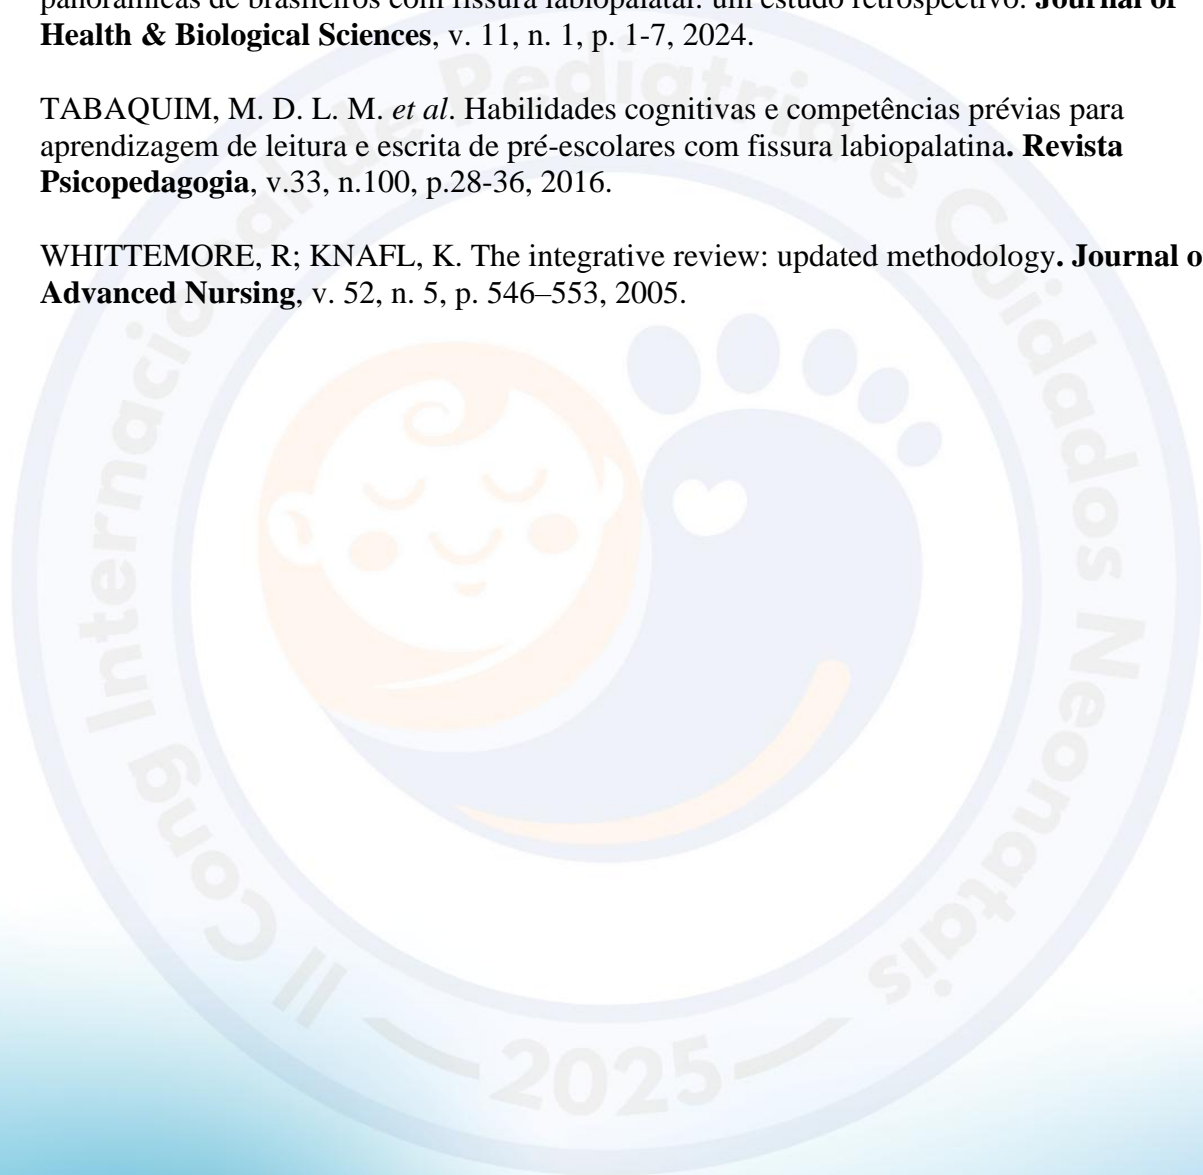 panorâmicas de brasileiros com fissura labiopalatal: um estudo retrospectivo. Journal of
Health & Biological Sciences, v. 11, n. 1, p. 1-7, 2024.
TABAQUIM, M. D. L. M. et al. Habilidades cognitivas e competências prévias para
aprendizagem de leitura e escrita de pré-escolares com fissura labiopalatina. Revista
Psicopedagogia, v.33, n.100, p.28-36, 2016.
WHITTEMORE, R; KNAFL, K. The integrative review: updated methodology. Journal o
Advanced Nursing, v. 52, n. 5, p. 546–553, 2005.
II Cong Internacional de Pediatria e Cuidados Neonatais
2025